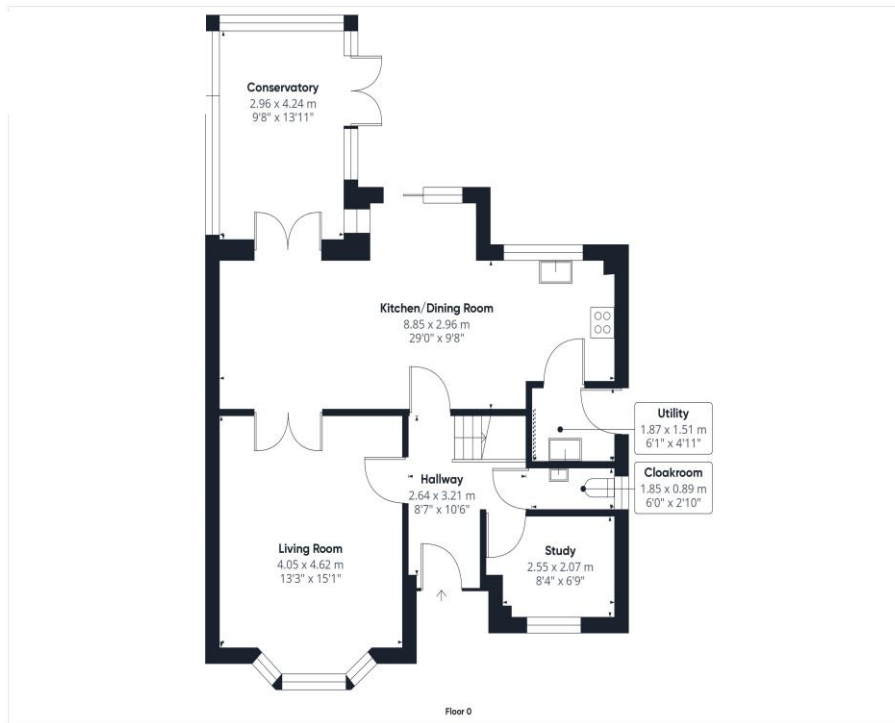 Conservatory
2.96 x 4.24 m
9'8" x 13'11"
Kitchen/Dining Room
8.85 x 2.96 m
29'0" x 9'8"
Utility
1.87 x 1.51 m
6'1" x 4'11"
Cloakroom
1.85 x 0.89 m
6'0" x 2'10"
Hallway
2.64 x 3.21 m
8'7" x 10'6"
Living Room
4.05 x 4.62 m
13'3" x 15'1"
Study
2.55 x 2.07 m
8'4" x 6'9"
Floor 0